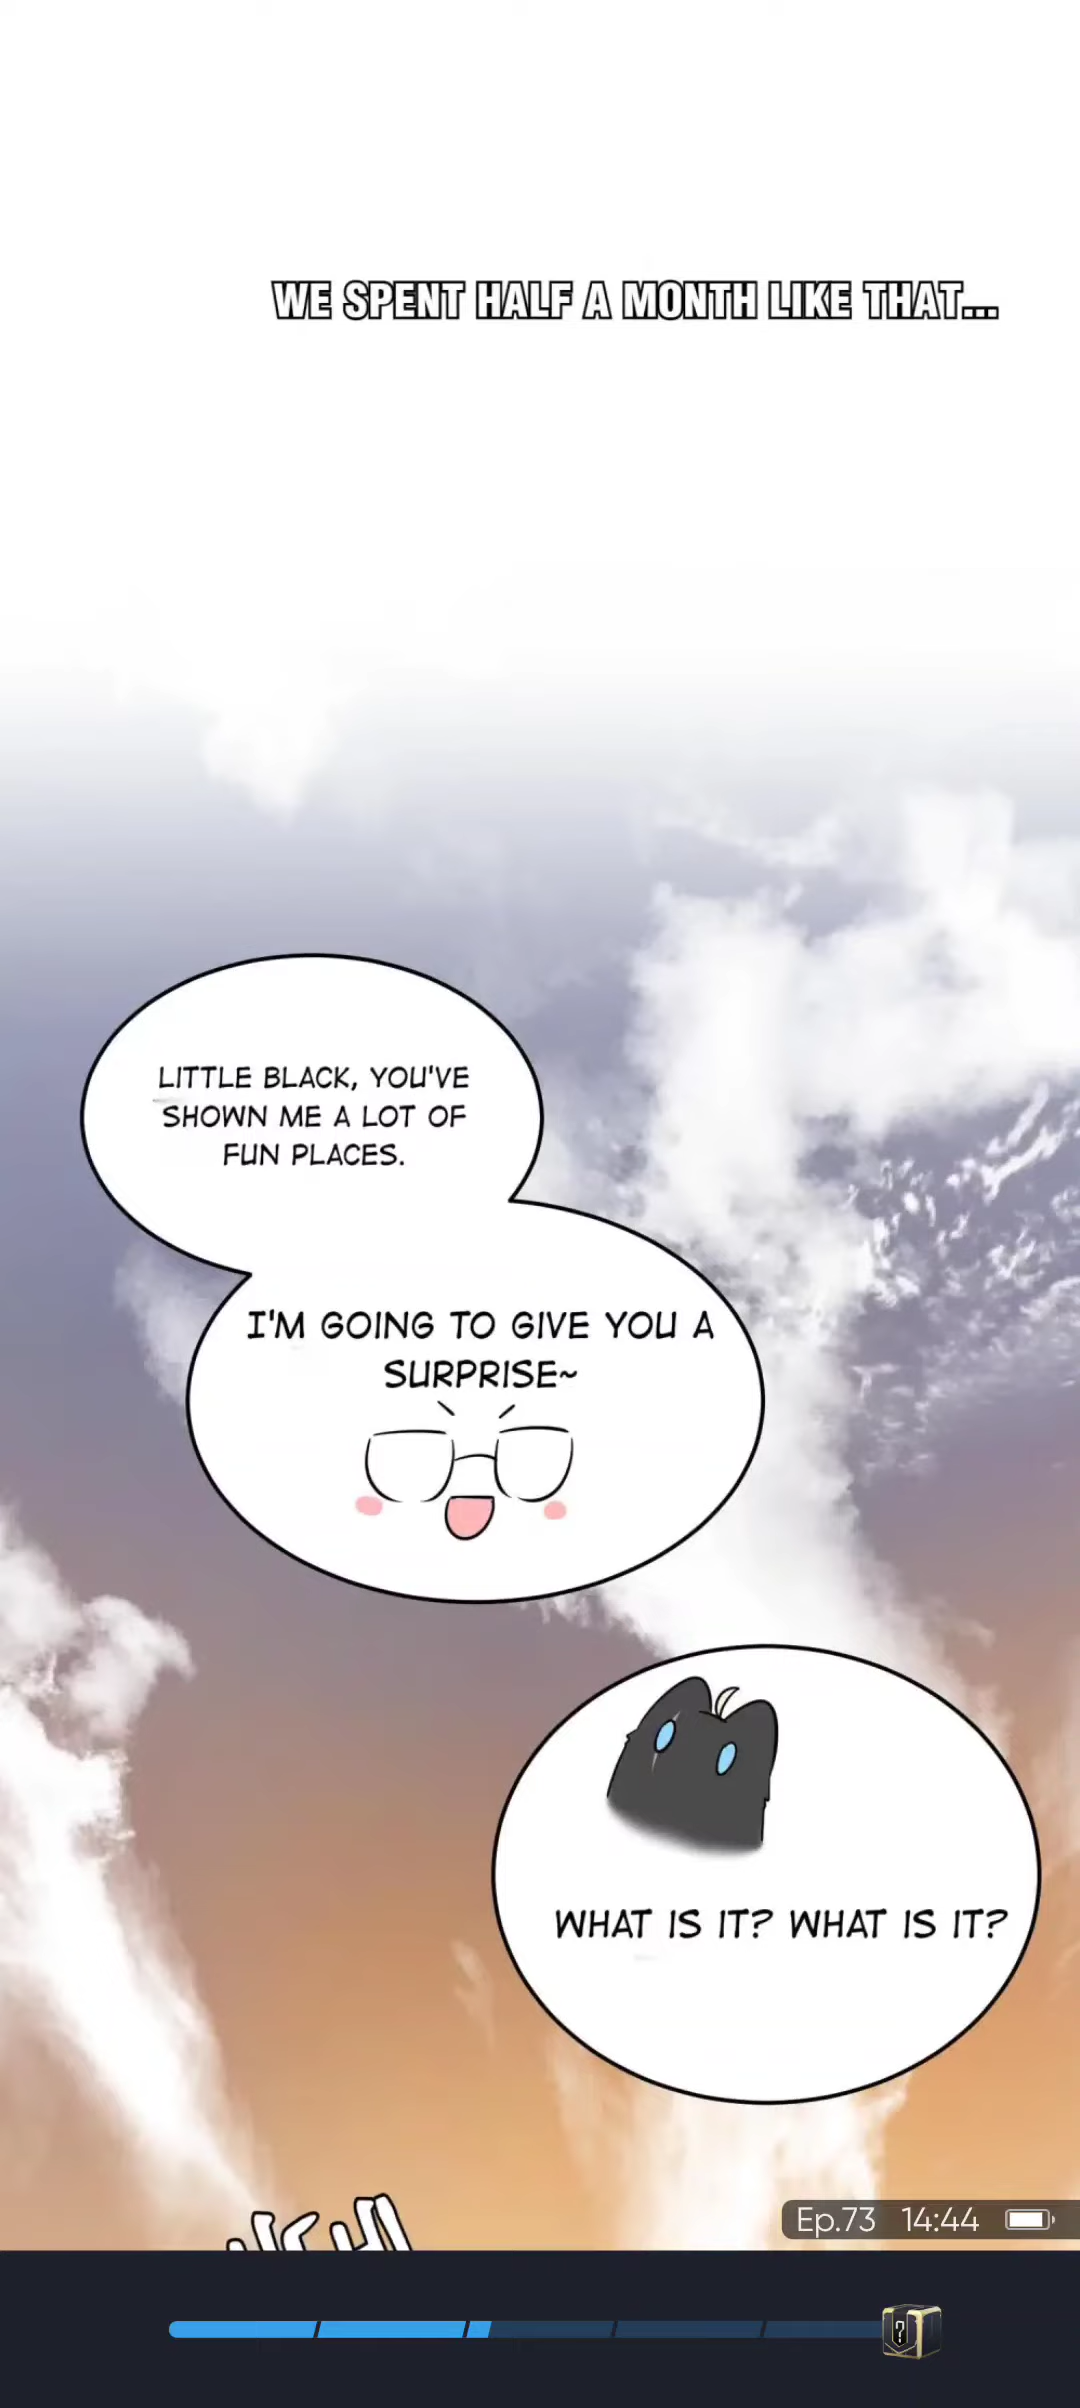 WE SPENT HALF A MONTH LIKE THAT...
LITTLE BLACK, YOU'VE
SHOWN ME A LOT OF
FUN PLACES.
I'M GOING TO GIVE YOU A
SURPRISE~
WHAT IS IT? WHAT IS IT?
Ep.73 14:44
?